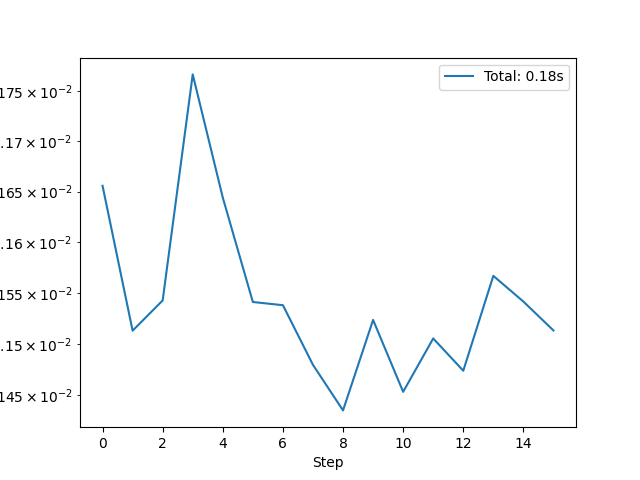 Total: 0.18s
175 × 10⁻²
.17 × 10⁻²
165 × 10⁻²
.16 × 10⁻²
155 × 10⁻²
.15 × 10⁻²
145 × 10⁻²
0 2 4 6 8 10 12 14
Step